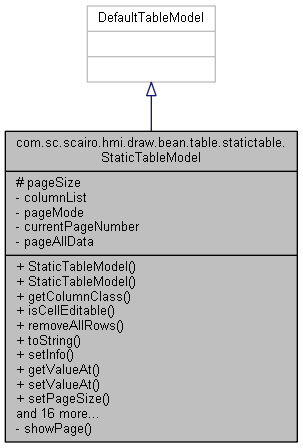 DefaultTableModel
com.sc.scairo.hmi.draw.bean.table.statictable.
StaticTableModel
# pageSize
- columnList
- pageMode
- currentPageNumber
- pageAllData
+ StaticTableModel()
+ StaticTableModel()
+ getColumnClass()
+ isCellEditable()
+ removeAllRows()
+ toString()
+ setInfo()
+ getValueAt()
+ setValueAt()
+ setPageSize()
and 16 more...
- showPage()